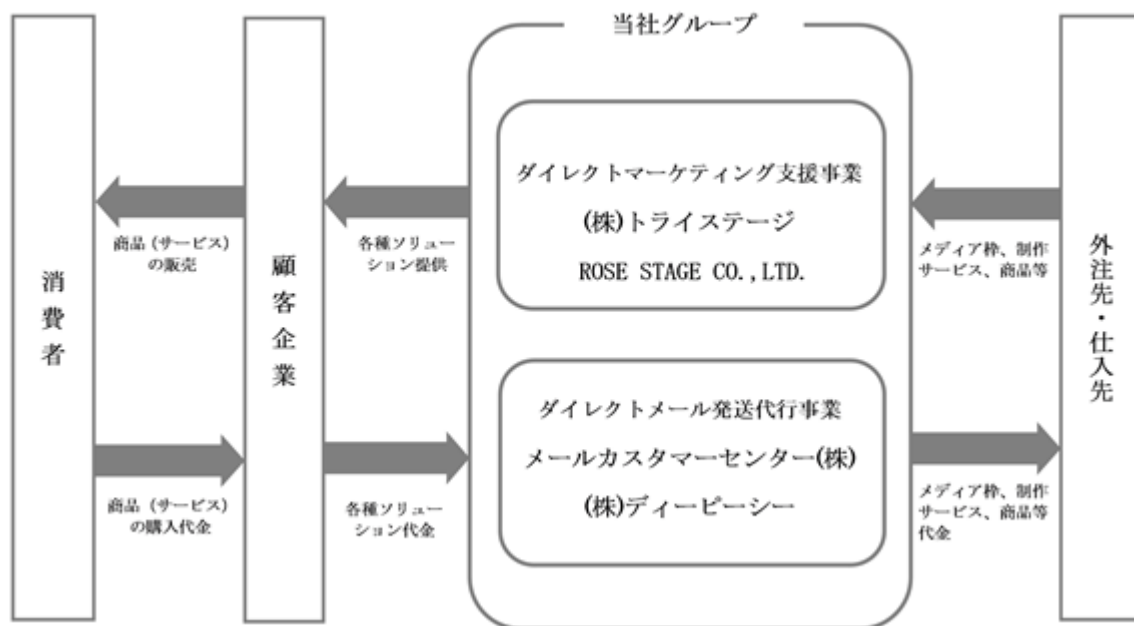 当社グループ
消費者
商品（サービス）
の販売
商品（サービス）
の購入代金
顧客企業
各種ソリュー
ション提供
各種ソリュー
ション代金
ダイレクトマーケティング支援事業
(株)トライステージ
ROSE STAGE CO.,LTD.
ダイレクトメール発送代行事業
メールカスタマーセンター(株)
(株)ディーピーシー
メディア枠、制作
サービス、商品等
メディア枠、制作
サービス、商品等
代金
外注先・仕入先